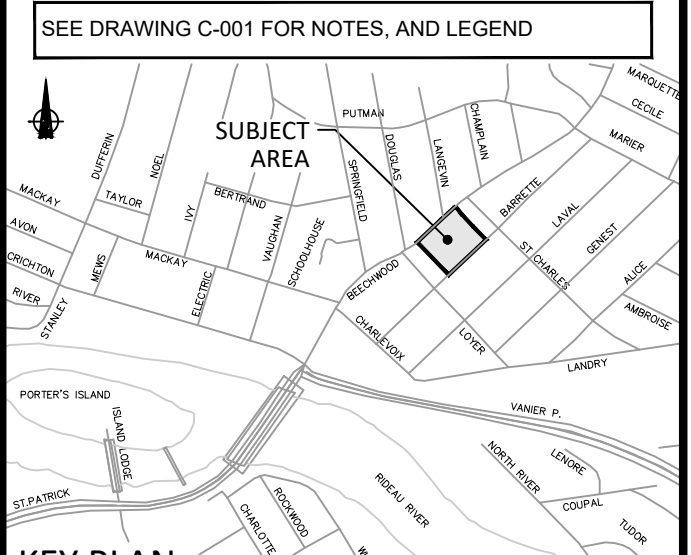 SEE DRAWING C-001 FOR NOTES, AND LEGEND
MARQUETTE
CECILE
MARIER
PUTMAN
CHAMPLAIN
SUBJECT
AREA
DOUGLAS
LANGEVIN
SPRINGFIELD
DUFFERIN
NOEL
MACKAY
TAYLOR
IVY
BERTRAND
BARRETTE
LAVAL
GENEST
AVON
VAUGHAN
SCHOOLHOUSE
CRICHTON
MEWS
MACKAY
ST. CHARLES
ALICE
RIVER
ELECTRIC
BEECHWOOD
STANLEY
AMBROISE
CHARLEVOIX
LOYER
LANDRY
PORTER'S ISLAND
VANIER P.
ISLAND LODGE
NORTH RIVER
LENORE
ST.PATRICK
RIDEAU RIVER
ROCKWOOD
COUPAL
CHARLOTTE
TUDOR
KEY PLAN